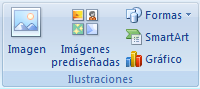 Imagen
Imágenes
prediseñadas
Formas
SmartArt
Gráfico
Ilustraciones